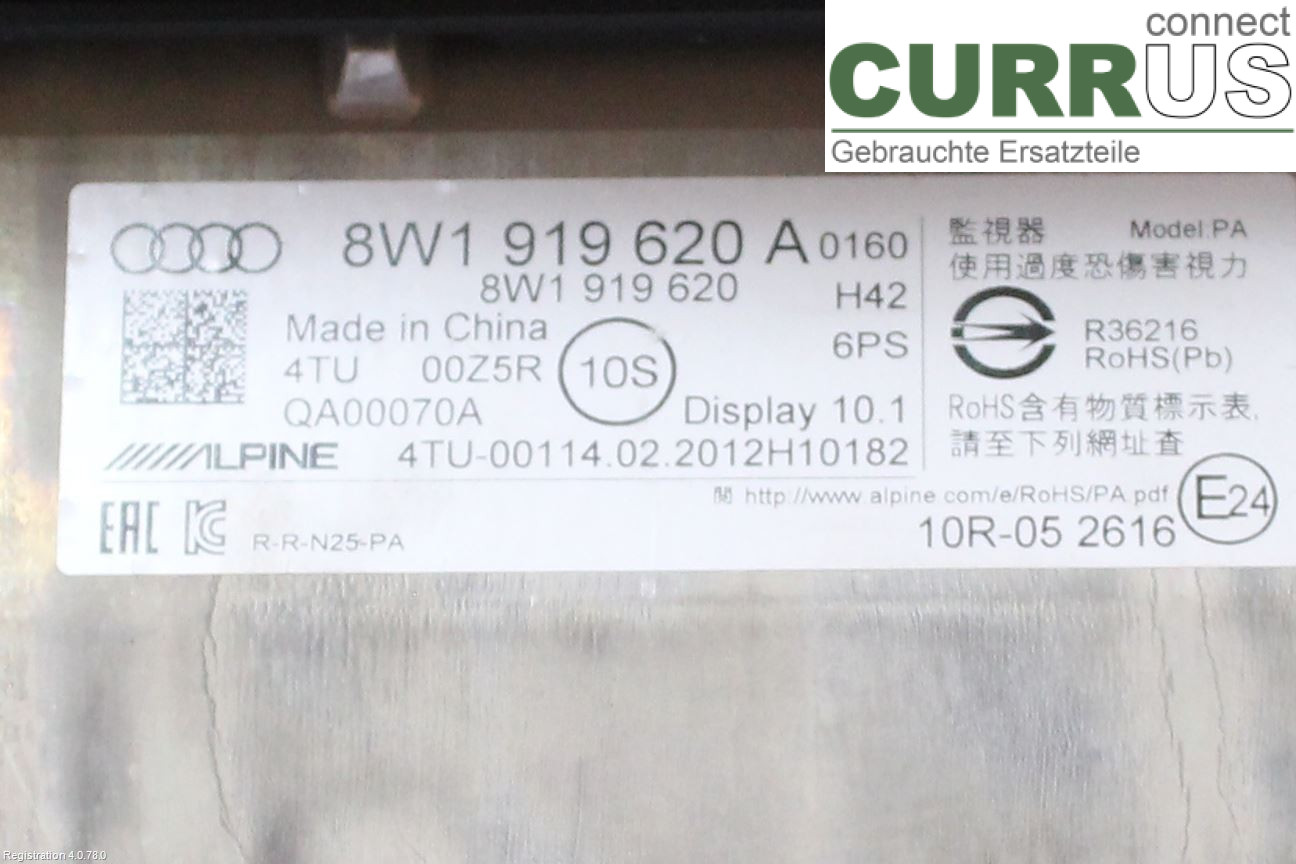 connect
CURRUS
Gebrauchte Ersatzteile
8W1 919 620 A 0160
8W1 919 620 H42
Made in China
6PS
4TU 00Z5R 10S
QA00070A Display 10.1
ALPINE 4TU-00114.02.2012H10182
監視器 Model:PA
使用過度恐傷害視力
R36216
RoHS(Pb)
RoHS含有物質標示表,
請至下列網址查
閱 http://www.alpine.com/e/RoHS/PA.pdf
E24
10R-05 2616
EAC KC R-R-N25-PA
Registration 4.0.78.0